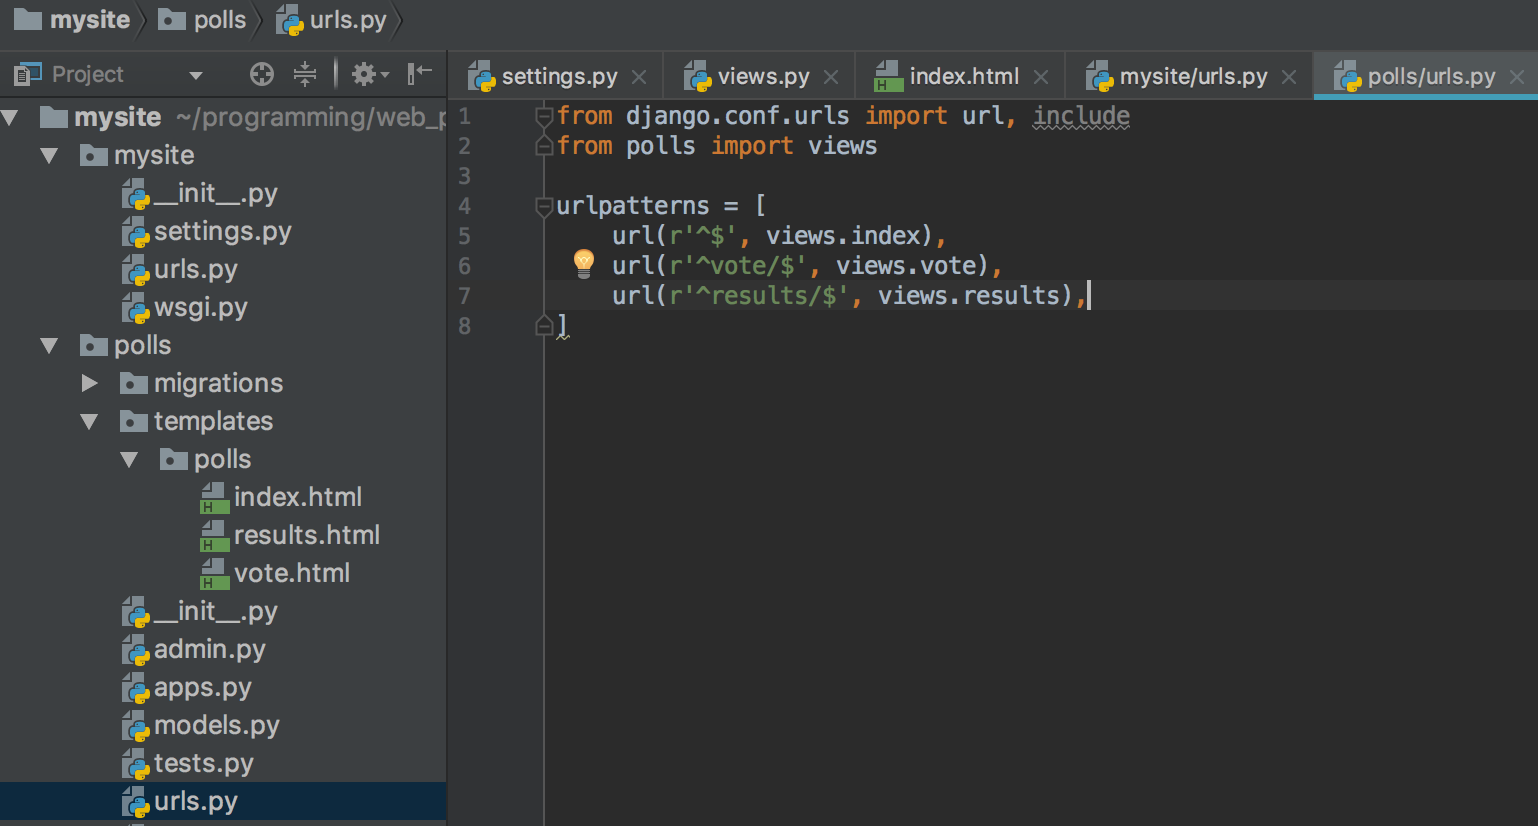 mysite polls urls.py
Project
settings.py views.py index.html mysite/urls.py polls/urls.py
mysite ~/programming/web_p
mysite
__init__.py
settings.py
urls.py
wsgi.py
polls
migrations
templates
polls
H index.html
H results.html
H vote.html
__init__.py
admin.py
apps.py
models.py
tests.py
urls.py
1 from django.conf.urls import url, include
2 from polls import views
3
4 urlpatterns = [
5     url(r'^$', views.index),
6     url(r'^vote/$', views.vote),
7     url(r'^results/$', views.results),
8 ]